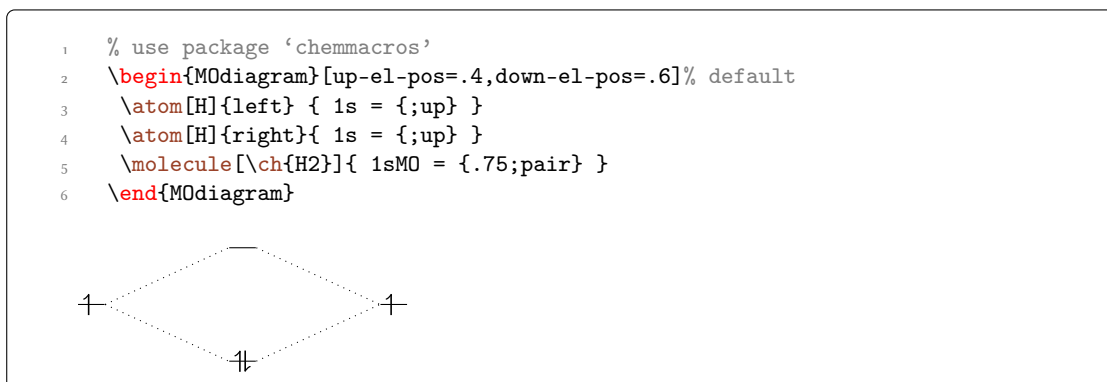 1 % use package ‘chemmacros’
2 \begin{MOdiagram}[up-el-pos=.4,down-el-pos=.6]% default
3 \atom[H]{left} { 1s = {;up} }
4 \atom[H]{right}{ 1s = {;up} }
5 \molecule[\ch{H2}]{ 1sMO = {.75;pair} }
6 \end{MOdiagram}